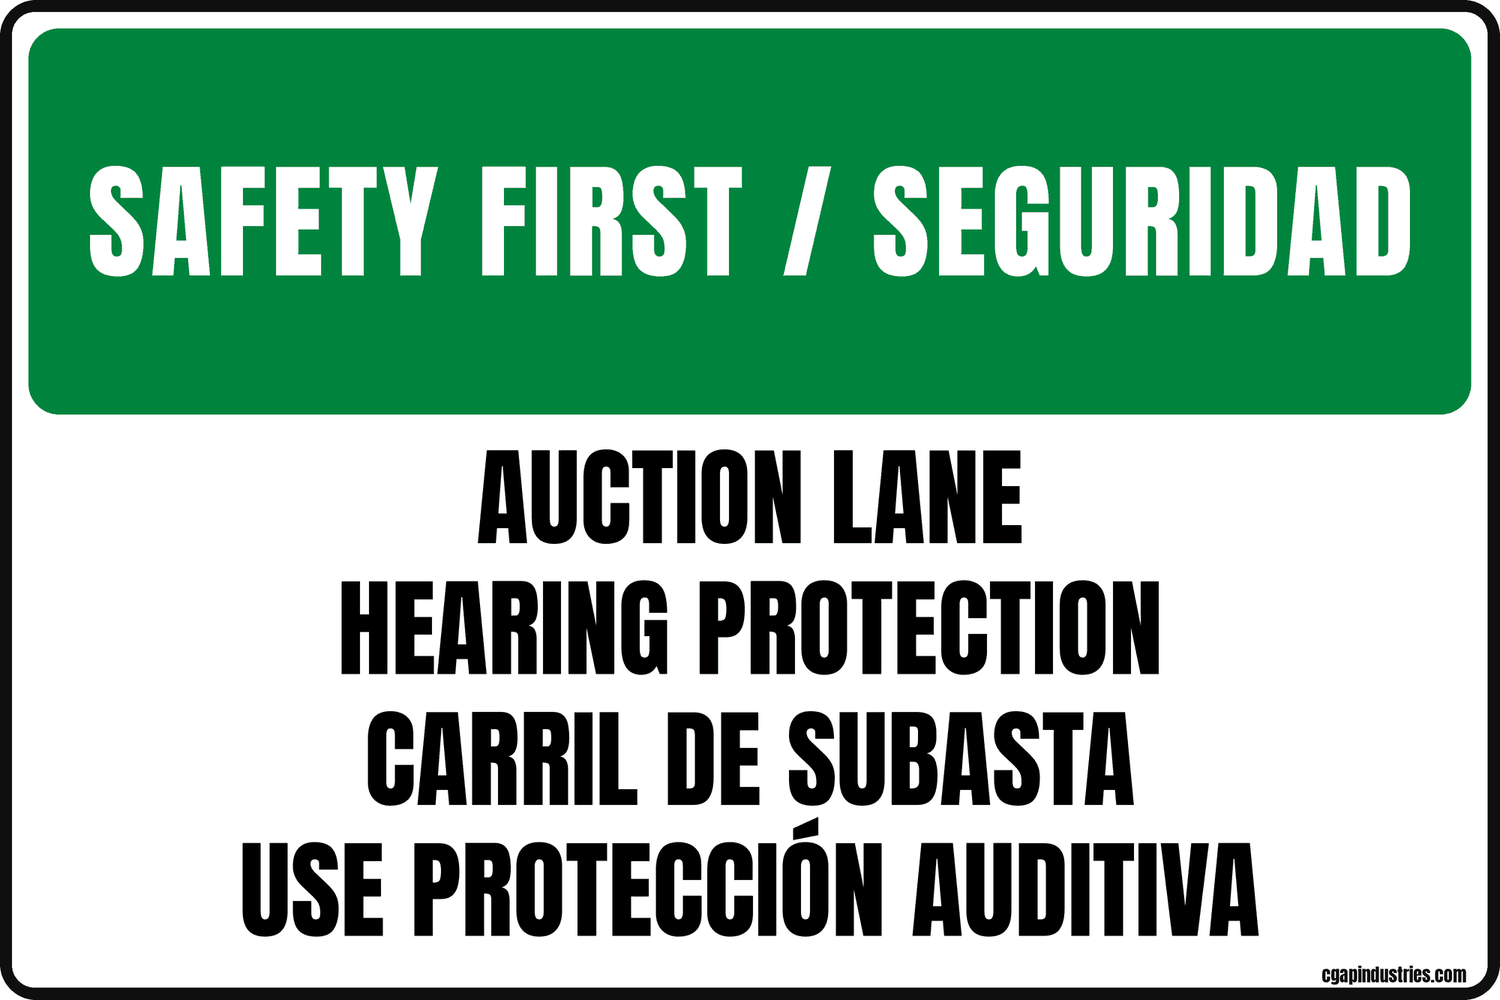 SAFETY FIRST / SEGURIDAD
AUCTION LANE
HEARING PROTECTION
CARRIL DE SUBASTA
USE PROTECCIÓN AUDITIVA
cgapindustries.com